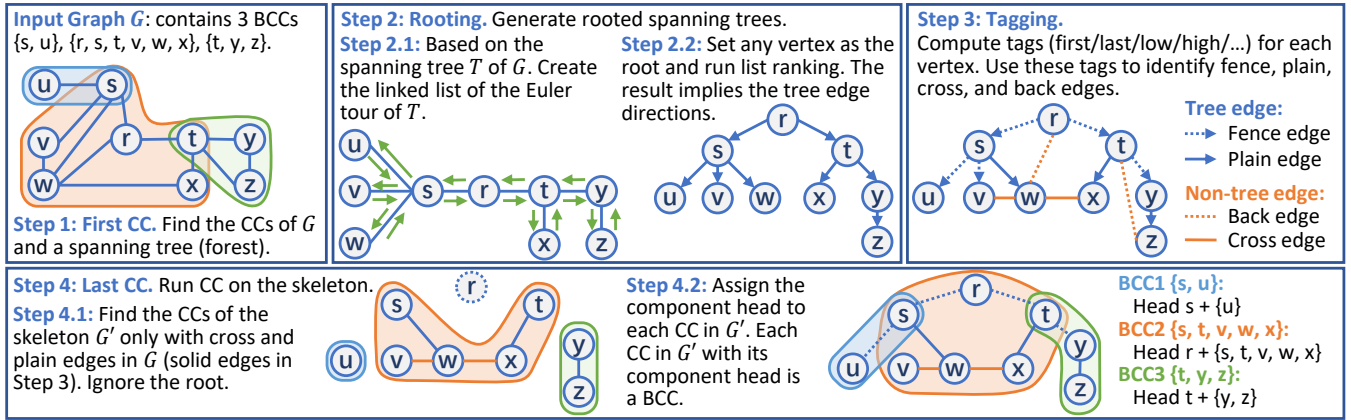 Input Graph G: contains 3 BCCs
{s, u}, {r, s, t, v, w, x}, {t, y, z}.
u
s
v
r
t
y
w
x
z
Step 1: First CC. Find the CCs of G
and a spanning tree (forest).
Step 2: Rooting. Generate rooted spanning trees.
Step 2.1: Based on the
spanning tree T of G. Create
the linked list of the Euler
tour of T.
u
v
s
r
t
y
w
x
z
Step 2.2: Set any vertex as the
root and run list ranking. The
result implies the tree edge
directions.
r
s
t
u
v
w
x
y
z
Step 3: Tagging.
Compute tags (first/last/low/high/...) for each
vertex. Use these tags to identify fence, plain,
cross, and back edges.
r
s
t
u
v
w
x
y
z
Tree edge:
Fence edge
Plain edge
Non-tree edge:
Back edge
Cross edge
Step 4: Last CC. Run CC on the skeleton.
Step 4.1: Find the CCs of the
skeleton G' only with cross and
plain edges in G (solid edges in
Step 3). Ignore the root.
r
s
t
u
v
w
x
y
z
Step 4.2: Assign the
component head to
each CC in G'. Each
CC in G' with its
component head is
a BCC.
r
s
t
u
v
w
x
y
z
BCC1 {s, u}:
Head s + {u}
BCC2 {s, t, v, w, x}:
Head r + {s, t, v, w, x}
BCC3 {t, y, z}:
Head t + {y, z}